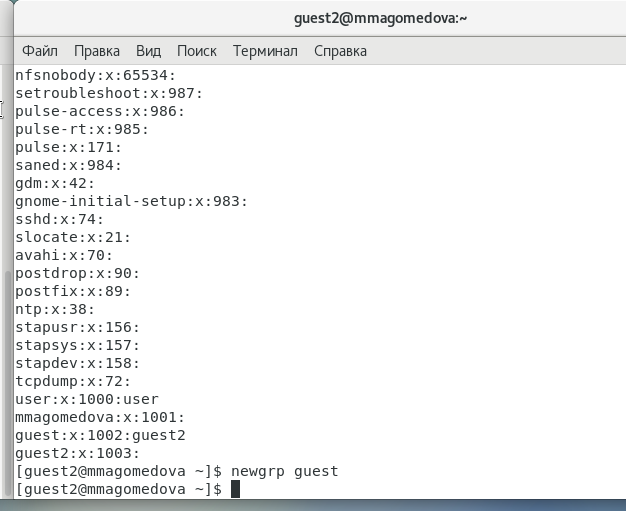 guest2@mmagomedova:~
Файл Правка Вид Поиск Терминал Справка
nfsnobody:x:65534:
setroubleshoot:x:987:
pulse-access:x:986:
pulse-rt:x:985:
pulse:x:171:
saned:x:984:
gdm:x:42:
gnome-initial-setup:x:983:
sshd:x:74:
slocate:x:21:
avahi:x:70:
postdrop:x:90:
postfix:x:89:
ntp:x:38:
stapusr:x:156:
stapsys:x:157:
stapdev:x:158:
tcpdump:x:72:
user:x:1000:user
mmagomedova:x:1001:
guest:x:1002:guest2
guest2:x:1003:
[guest2@mmagomedova ~]$ newgrp guest
[guest2@mmagomedova ~]$